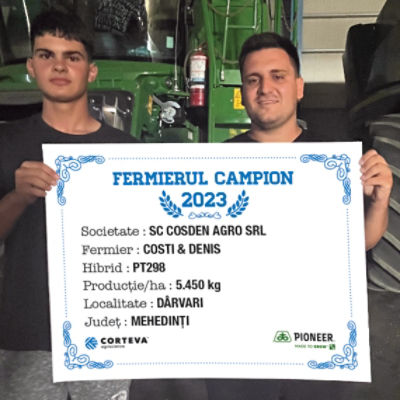 FERMIERUL CAMPION
2023
Societate : SC COSDEN AGRO SRL
Fermier : COSTI & DENIS
Hibrid : PT298
Producție/ha : 5.450 kg
Localitate : DÂRVARI
Județ : MEHEDINȚI
CORTEVA
agriscience
PIONEER
MADE TO GROW